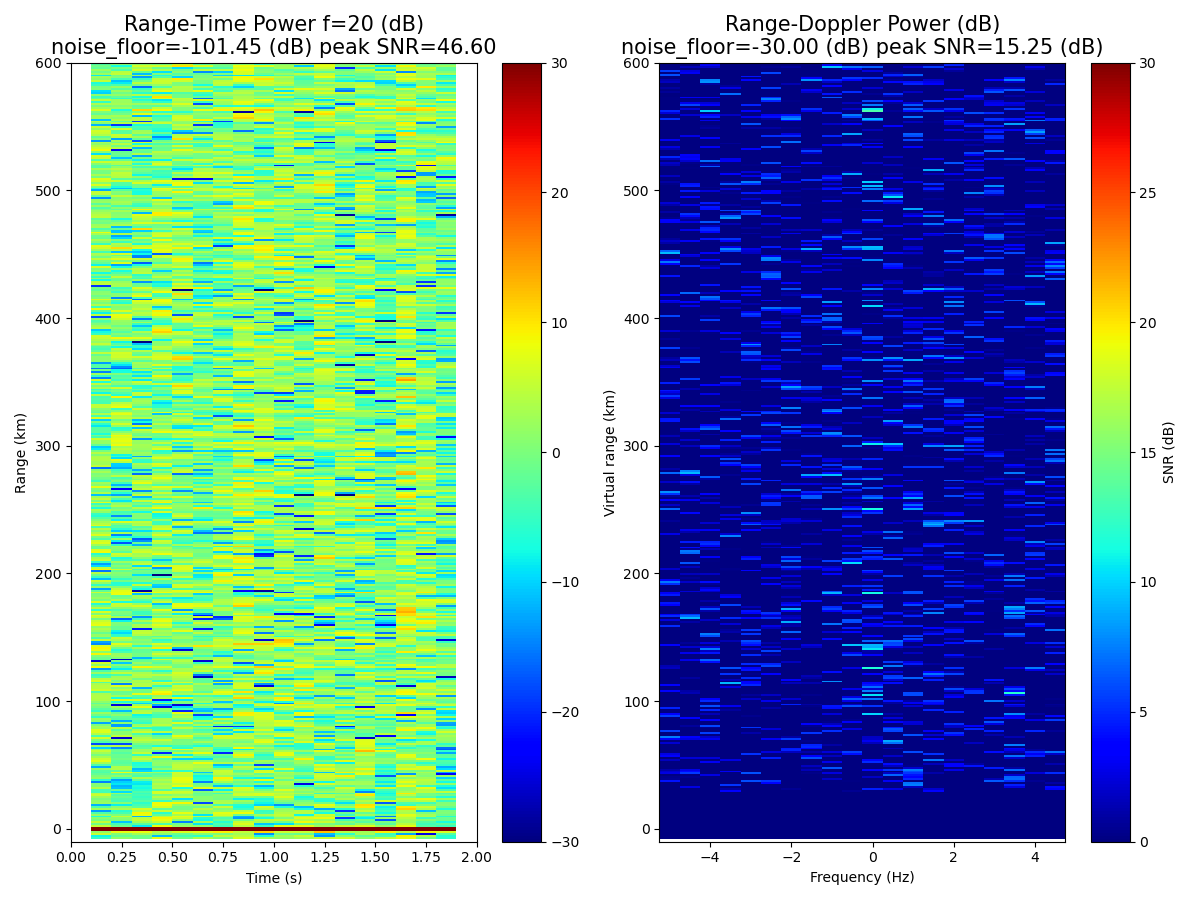 Range-Time Power f=20 (dB)
noise_floor=-101.45 (dB) peak SNR=46.60
600
500
400
300
200
100
0
Range (km)
0.00 0.25 0.50 0.75 1.00 1.25 1.50 1.75 2.00
Time (s)
30
20
10
0
−10
−20
−30
Range-Doppler Power (dB)
noise_floor=-30.00 (dB) peak SNR=15.25 (dB)
600
500
400
300
200
100
0
Virtual range (km)
−4 −2 0 2 4
Frequency (Hz)
30
25
20
15
10
5
0
SNR (dB)